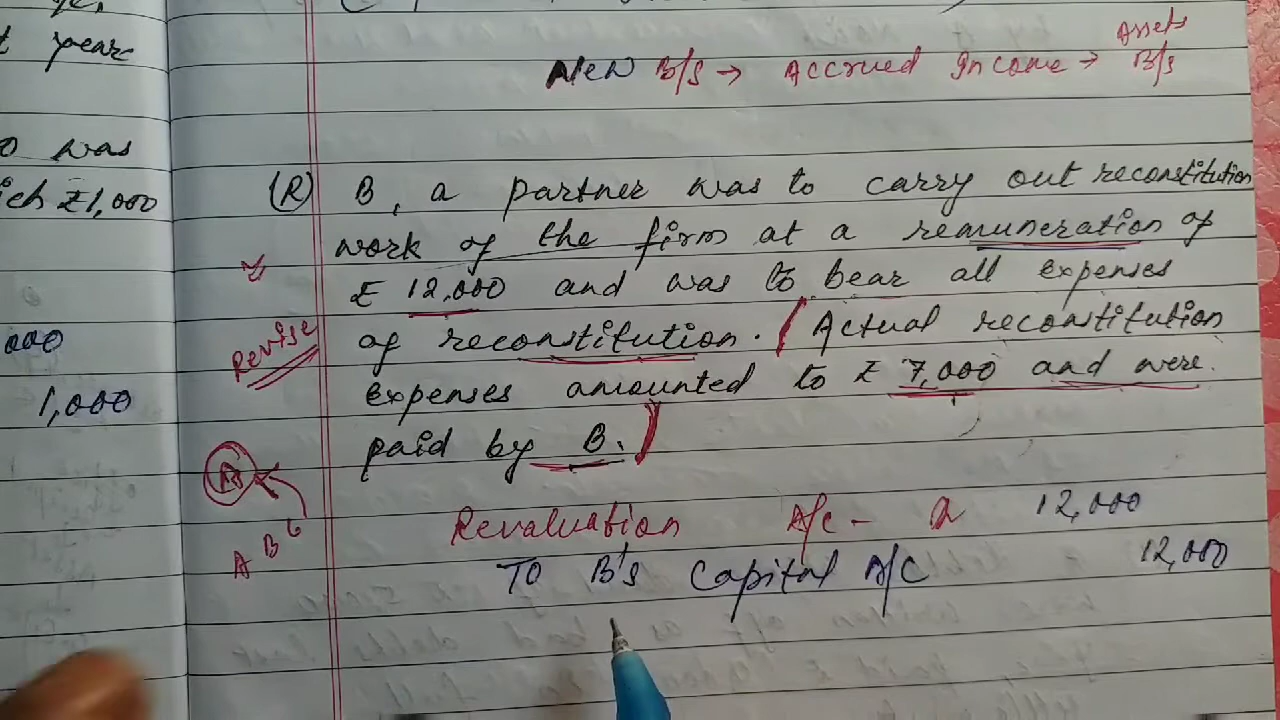 t year
Assets
New B/S → Accrued Income → B/S
o was
ich ₹1,000
(R) B, a partner was to carry out reconstitution
work of the firm at a remuneration of
₹ 12,000 and was to bear all expenses
000
Revise
of reconstitution. Actual reconstitution
expenses amounted to ₹ 7,000 and were
1,000
paid by B.
A B C
Revaluation A/c - Dr 12,000
To B's Capital A/C 12,000